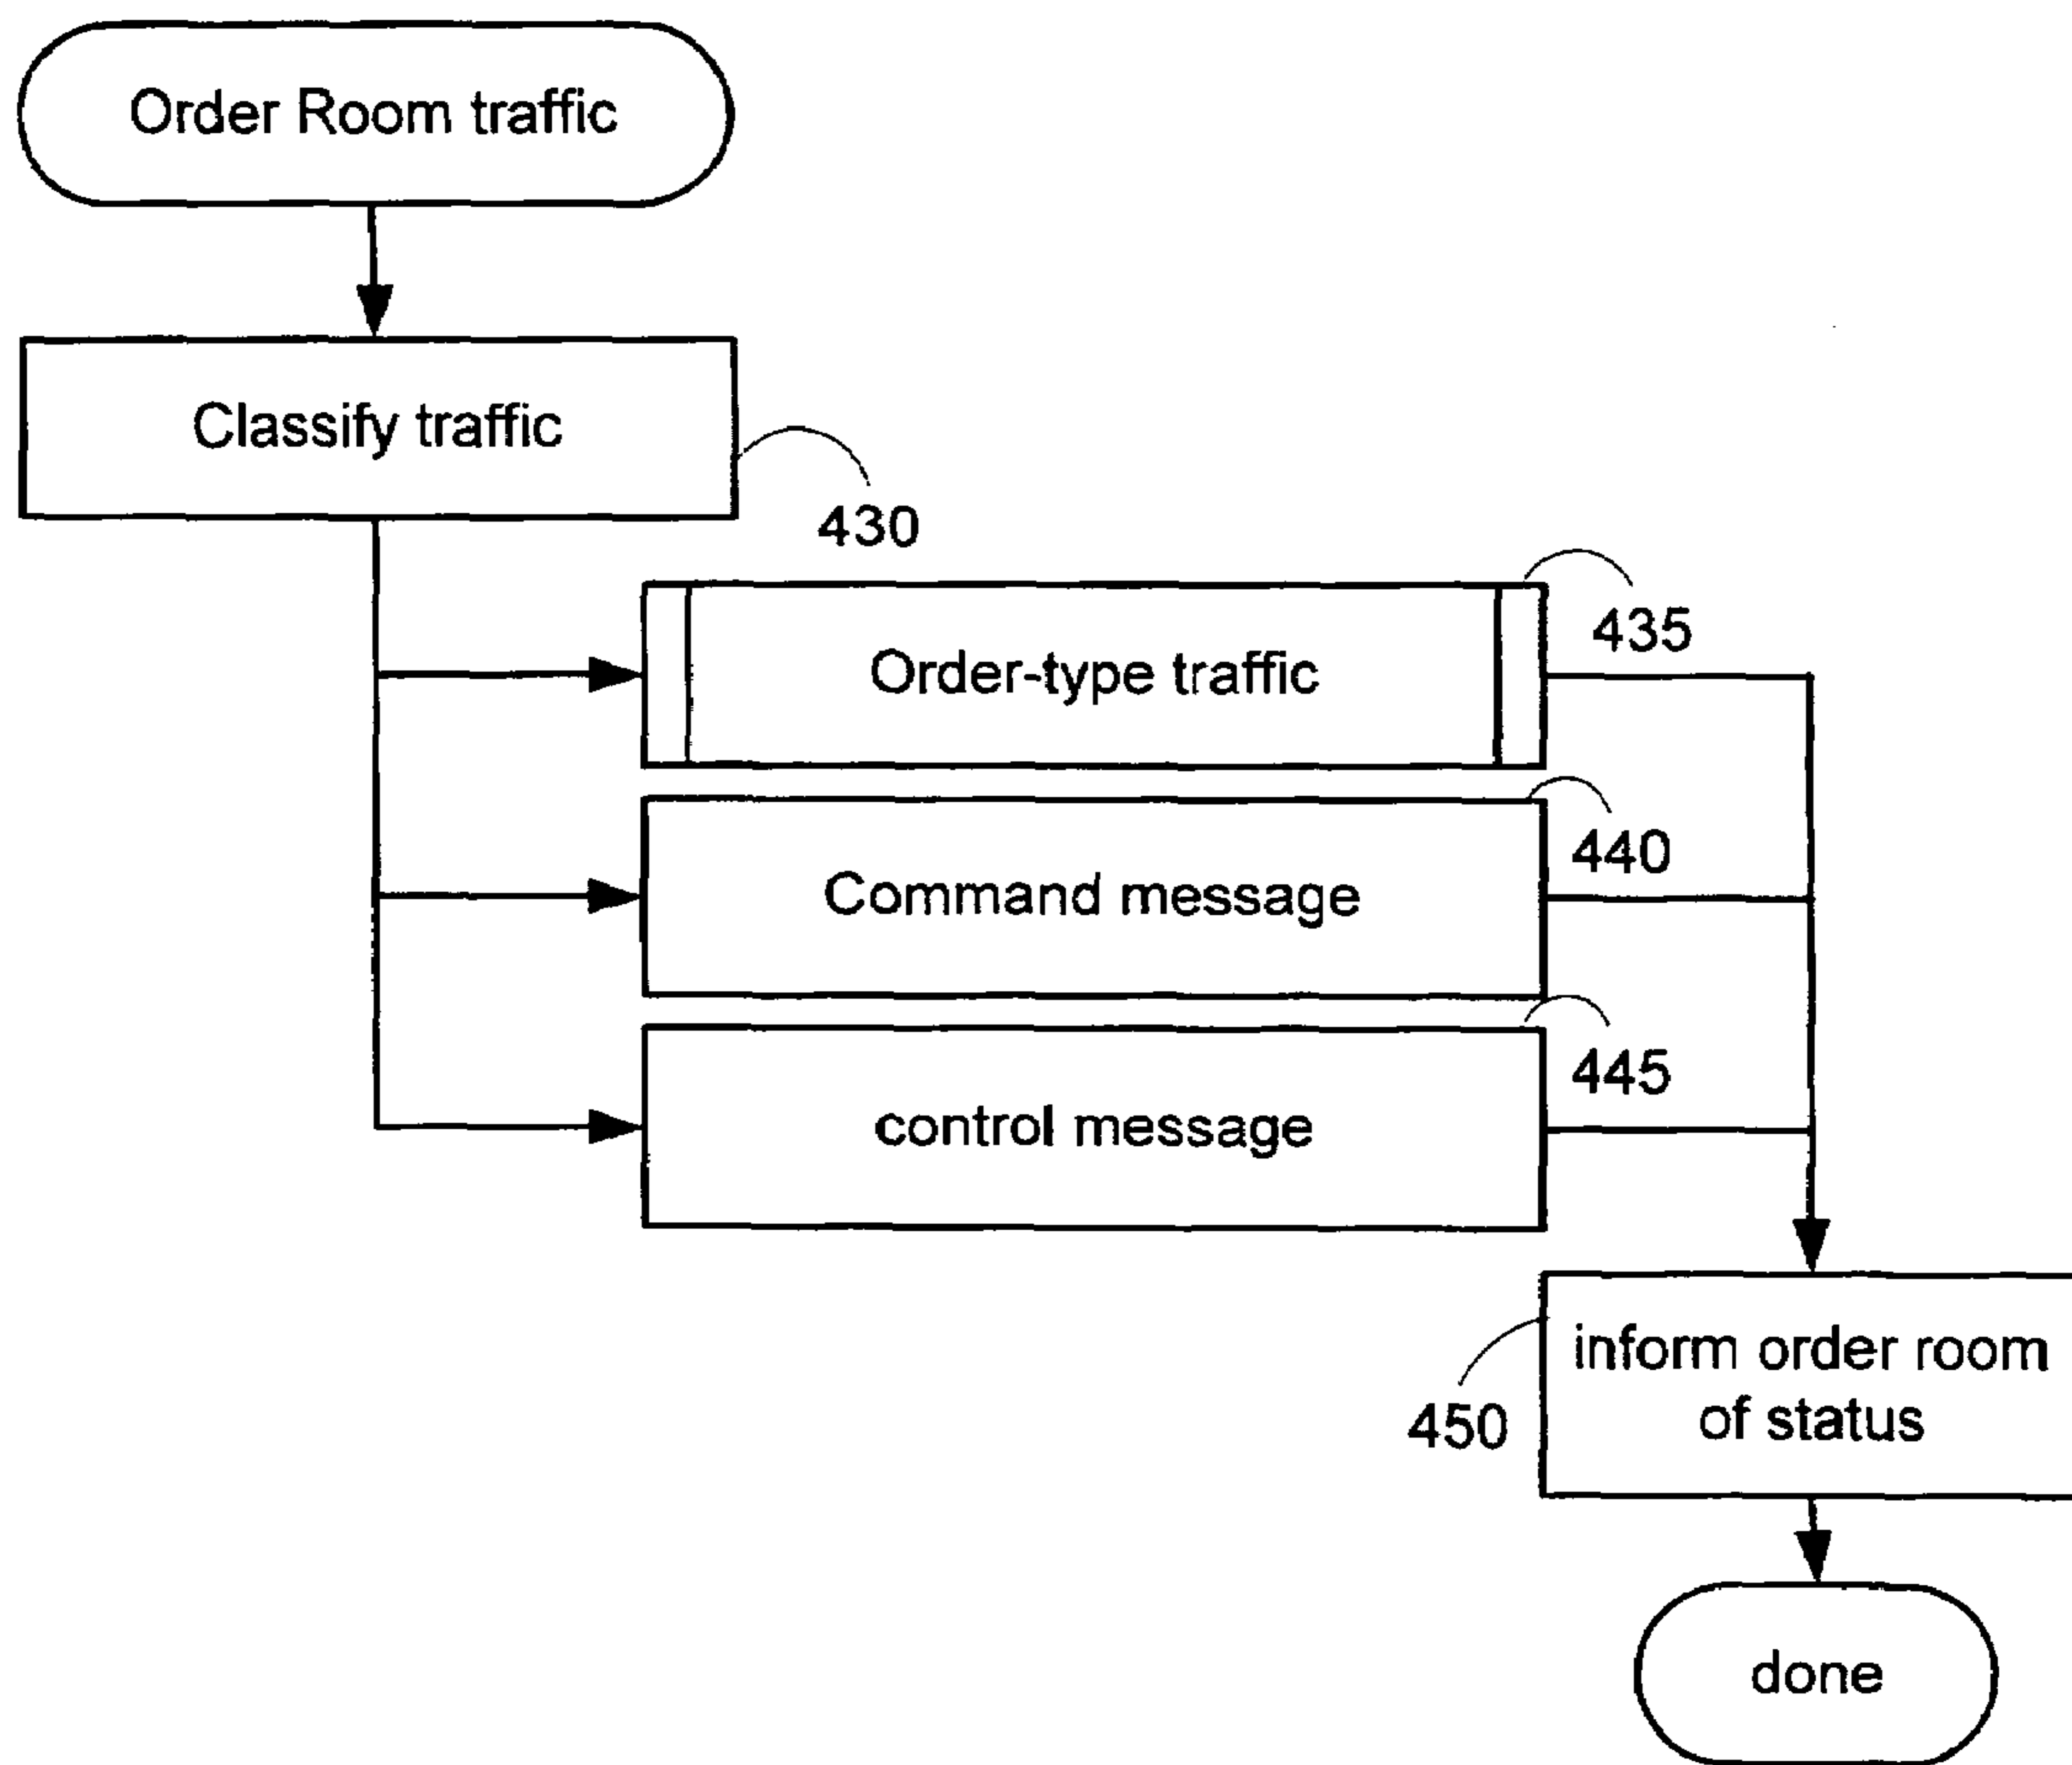 Order Room traffic
Classify traffic
430
435
Order-type traffic
440
Command message
445
control message
inform order room
of status
450
done